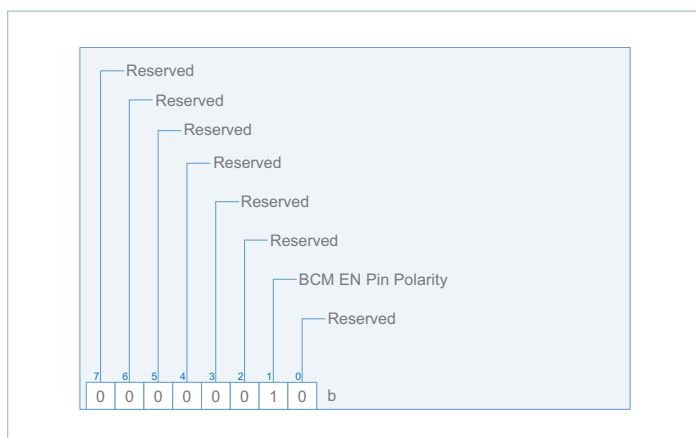 Reserved
Reserved
Reserved
Reserved
Reserved
Reserved
BCM EN Pin Polarity
Reserved
7 6 5 4 3 2 1 0
0 0 0 0 0 0 1 0 b